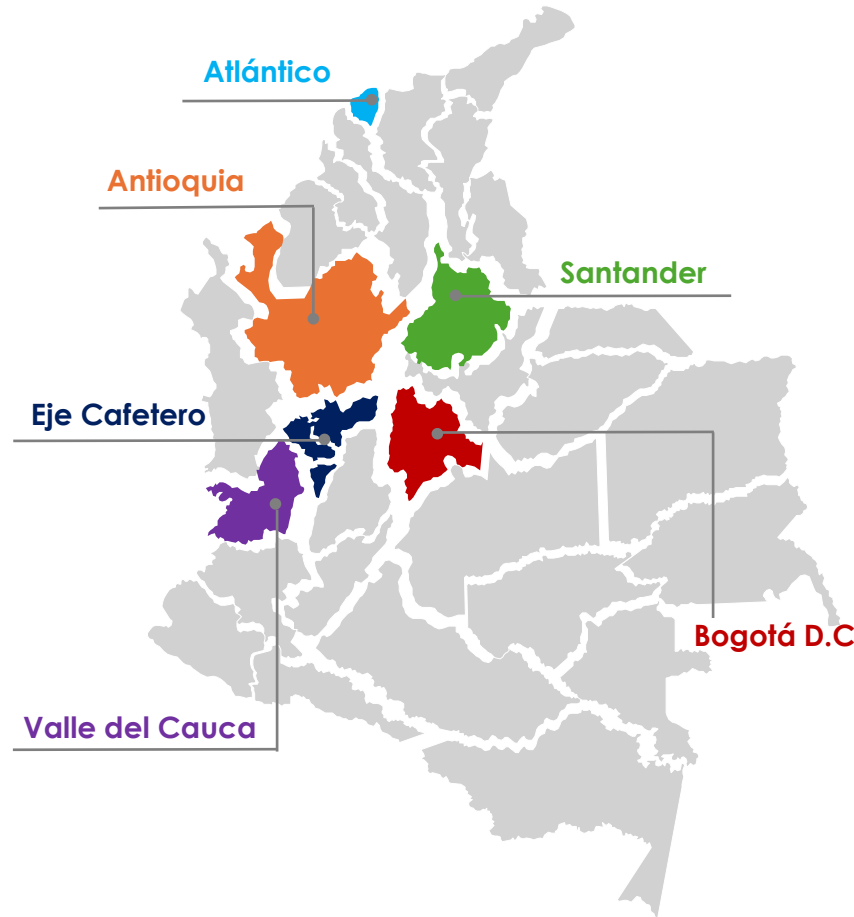 Atlántico
Antioquia
Santander
Eje Cafetero
Bogotá D.C
Valle del Cauca